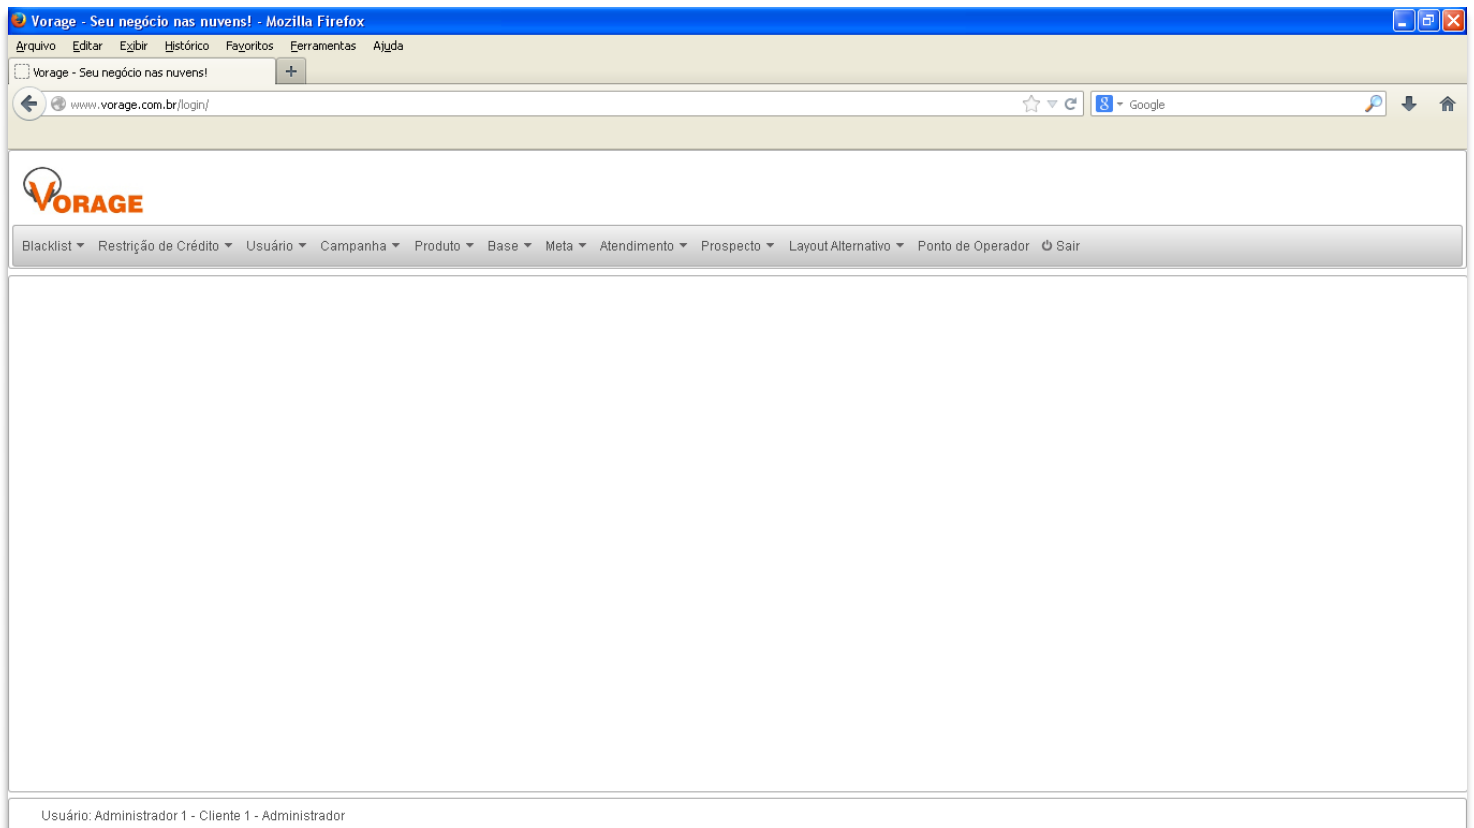 Vorage - Seu negócio nas nuvens! - Mozilla Firefox
Arquivo Editar Exibir Histórico Favoritos Ferramentas Ajuda
Vorage - Seu negócio nas nuvens! +
www.vorage.com.br/login/ 8 Google
VORAGE
Blacklist Restrição de Crédito Usuário Campanha Produto Base Meta Atendimento Prospecto Layout Alternativo Ponto de Operador Sair
Usuário: Administrador 1 - Cliente 1 - Administrador